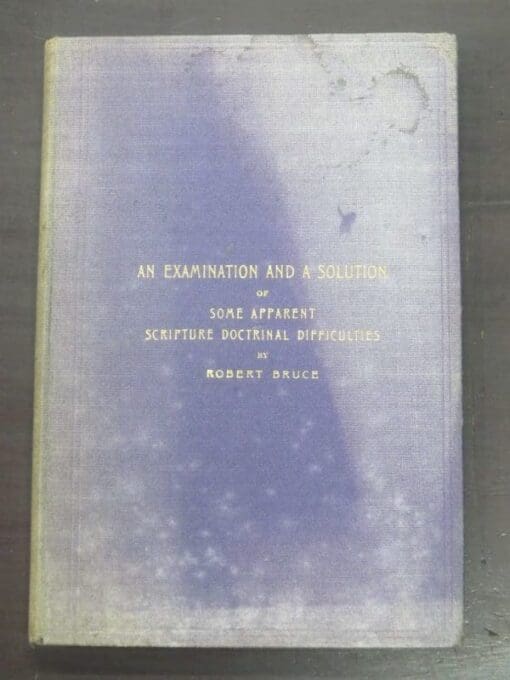 AN EXAMINATION AND A SOLUTION
OF
SOME APPARENT
SCRIPTURE DOCTRINAL DIFFICULTIES
BY
ROBERT BRUCE